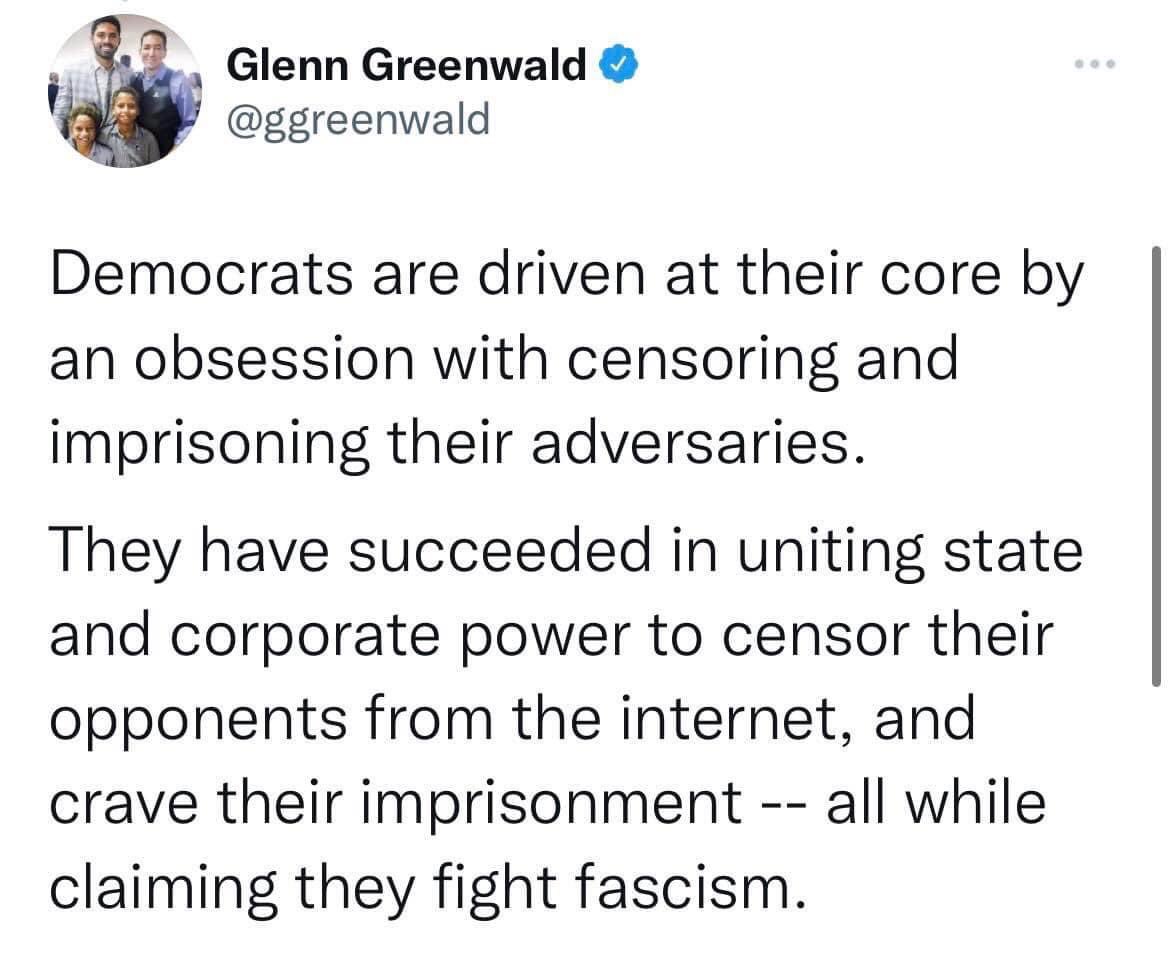 Glenn Greenwald
@ggreenwald
Democrats are driven at their core by
an obsession with censoring and
imprisoning their adversaries.
They have succeeded in uniting state
and corporate power to censor their
opponents from the internet, and
crave their imprisonment -- all while
claiming they fight fascism.